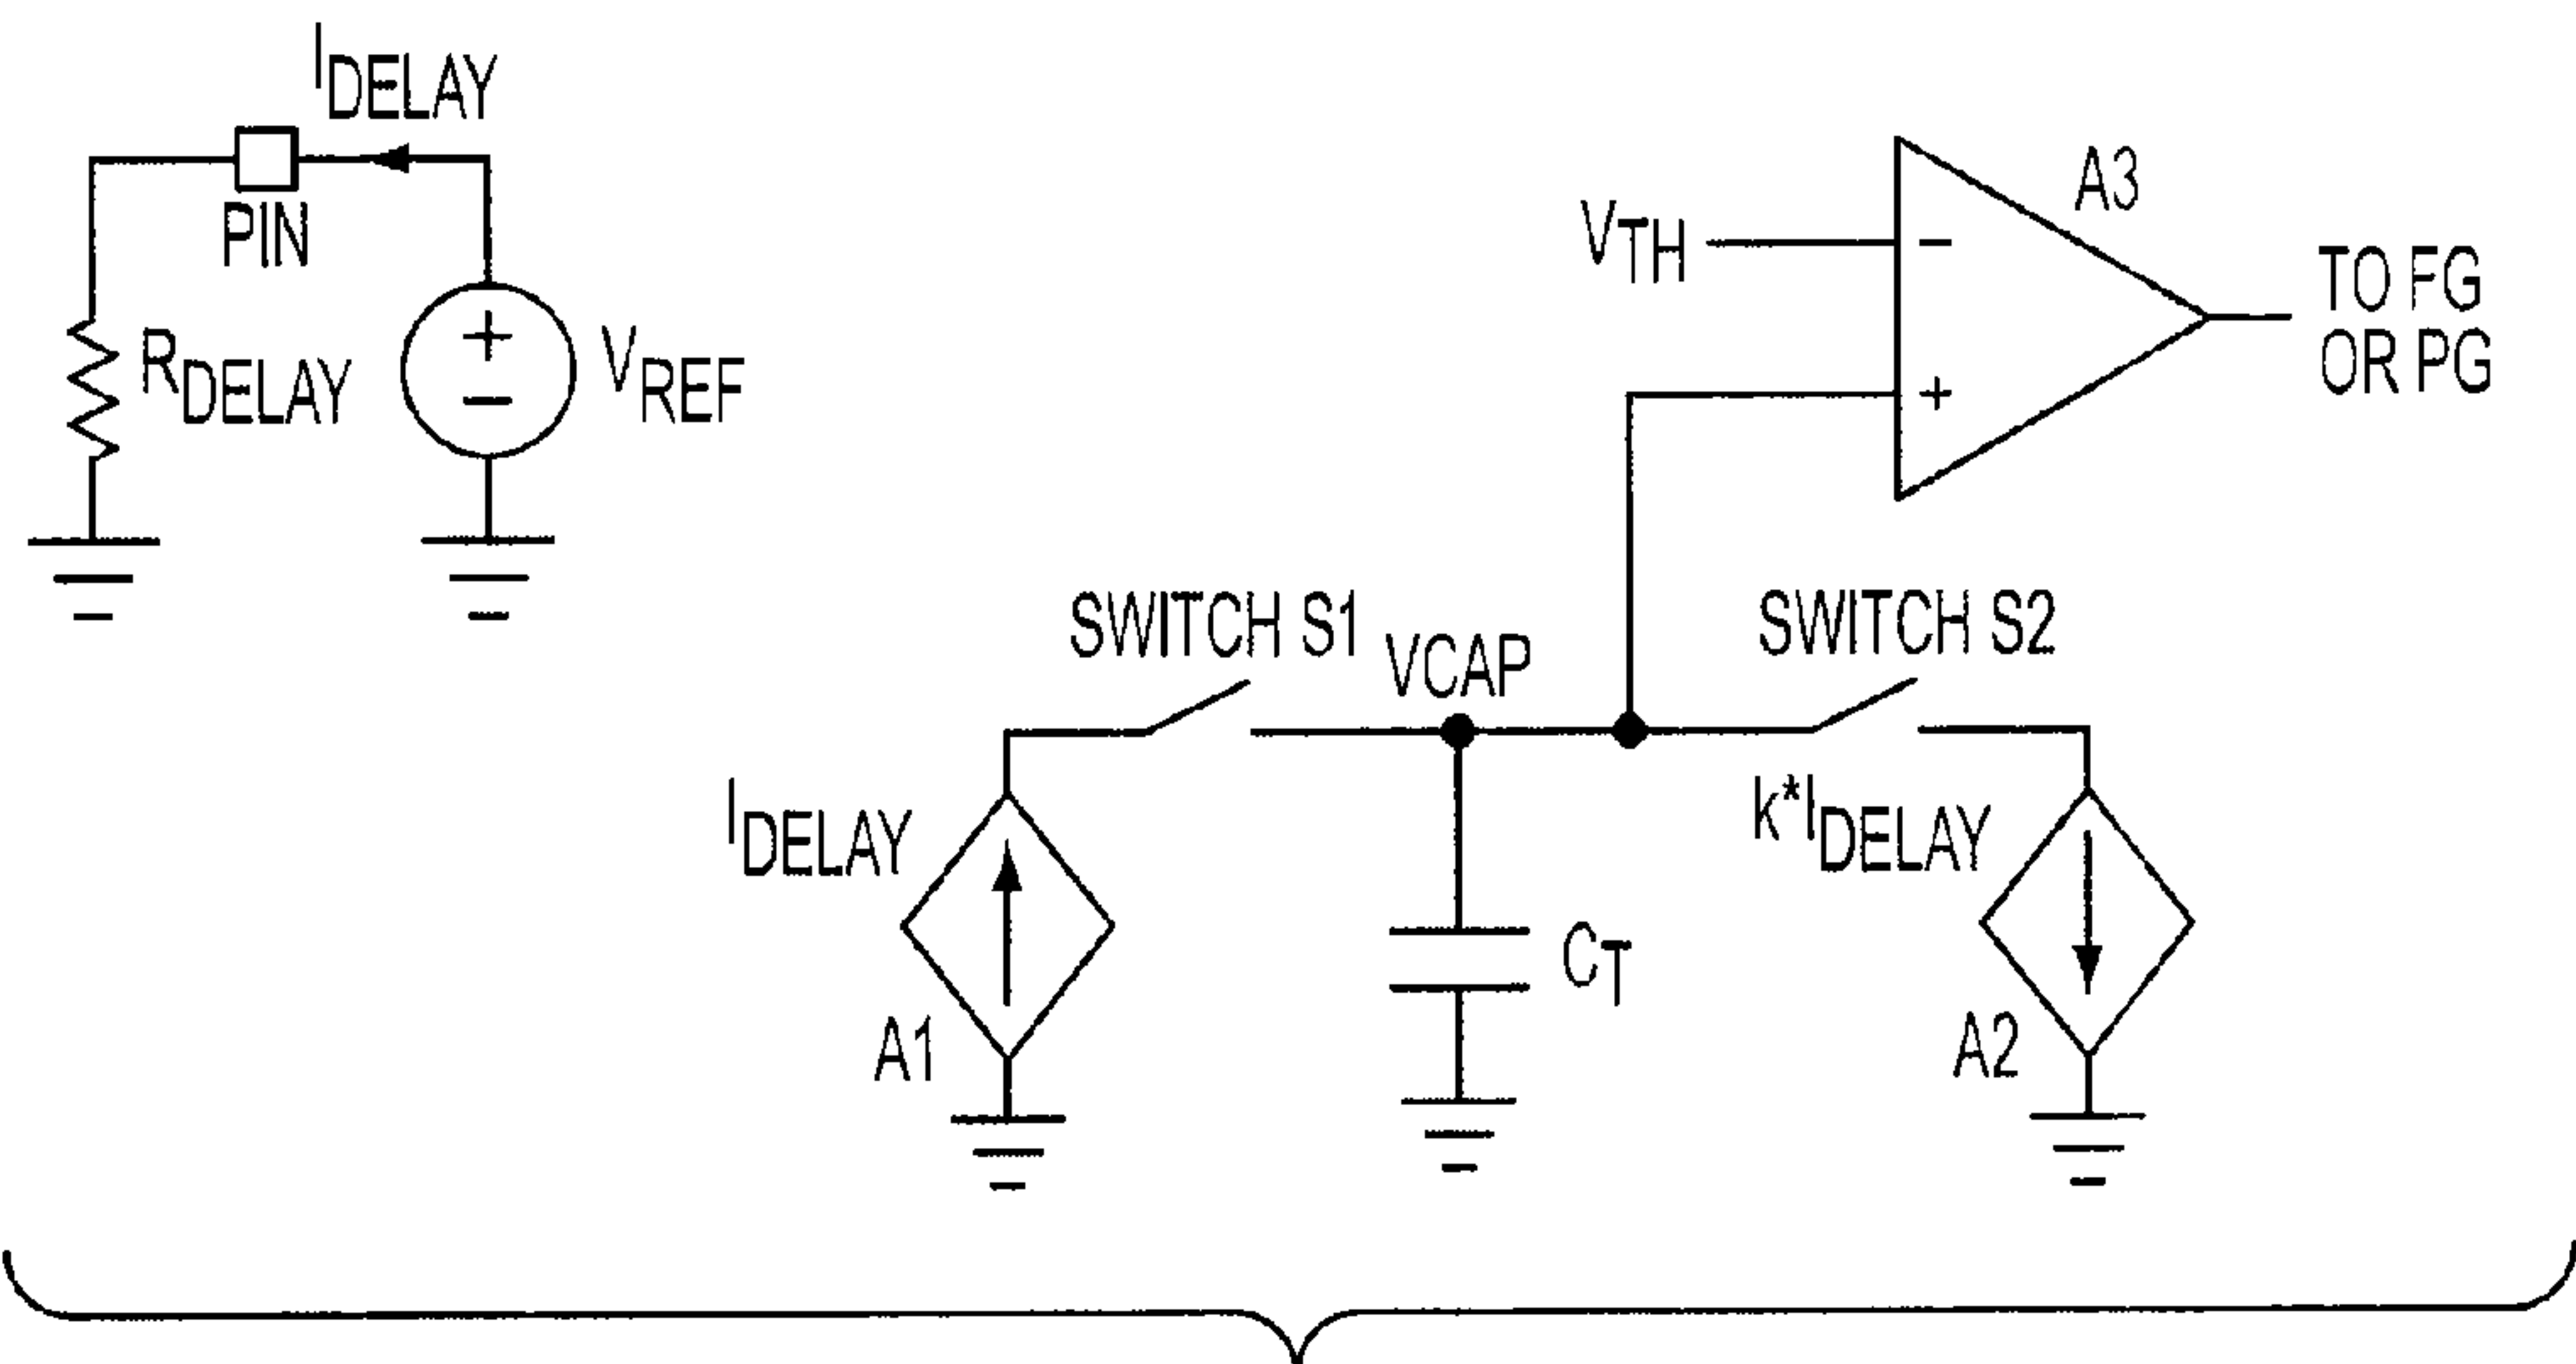 IDELAY
PIN
RDELAY
+
−
VREF
VTH
−
+
A3
TO FG
OR PG
SWITCH S1
VCAP
SWITCH S2
IDELAY
A1
CT
k*IDELAY
A2